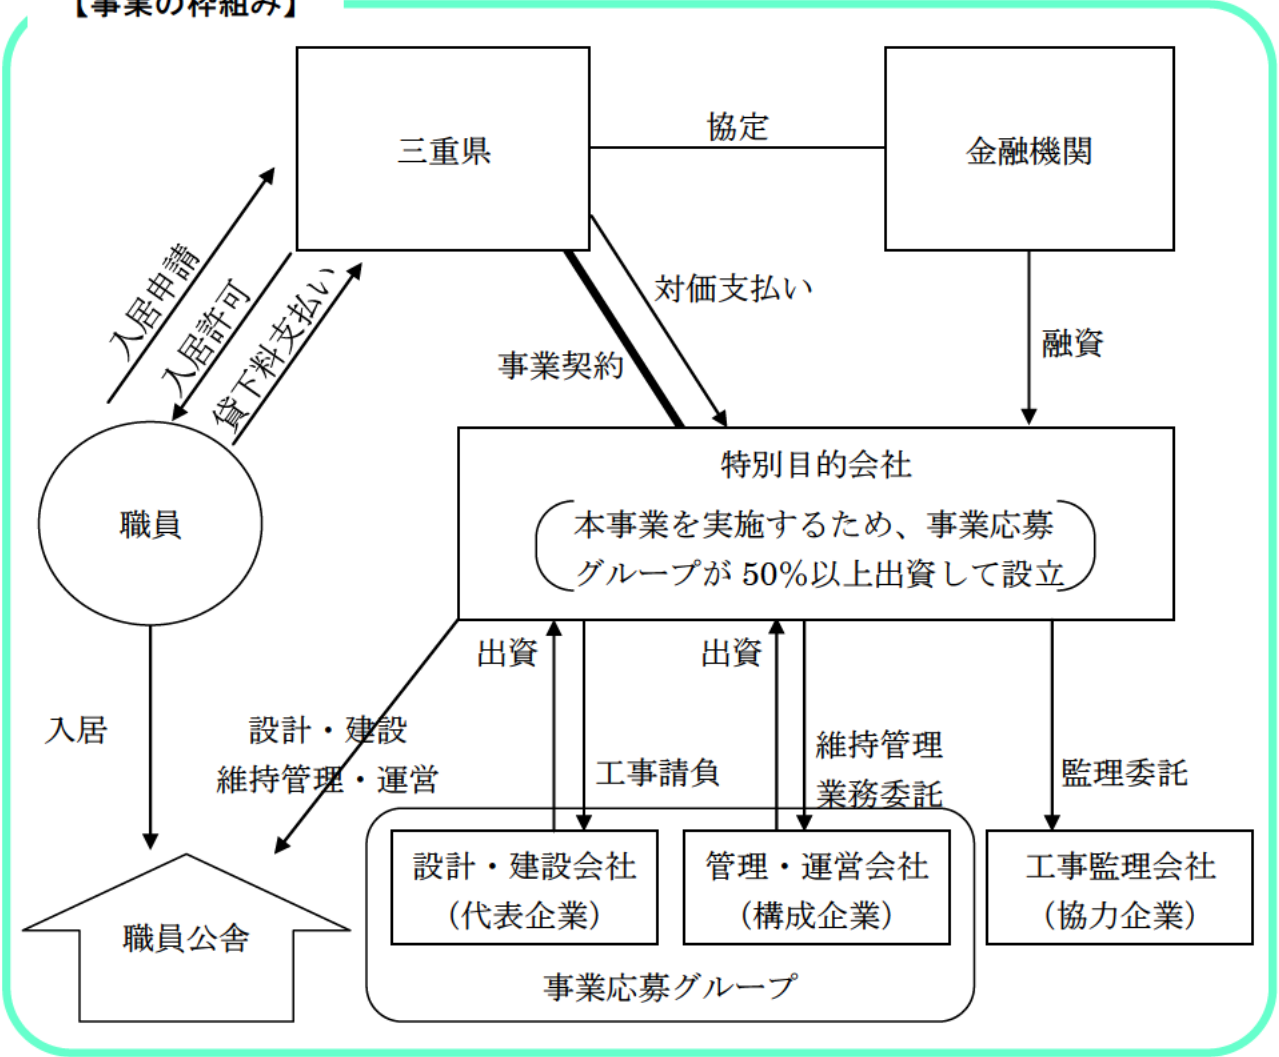 【事業の枠組み】
三重県
協定
金融機関
入居申請
入居許可
貸下料支払い
対価支払い
事業契約
融資
職員
特別目的会社
本事業を実施するため、事業応募
グループが 50%以上出資して設立
出資
出資
入居
設計・建設
維持管理・運営
工事請負
維持管理
業務委託
監理委託
設計・建設会社
（代表企業）
管理・運営会社
（構成企業）
工事監理会社
（協力企業）
職員公舎
事業応募グループ